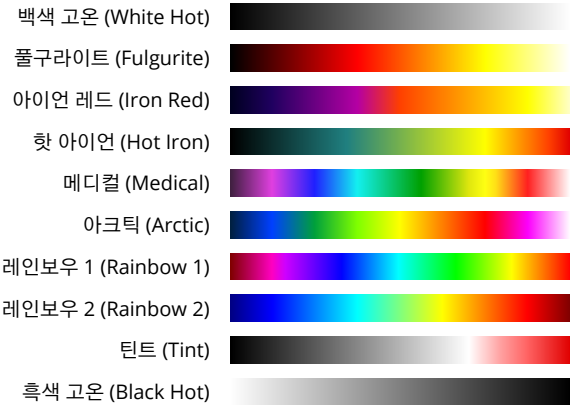 백색 고온 (White Hot)
풀구라이트 (Fulgurite)
아이언 레드 (Iron Red)
핫 아이언 (Hot Iron)
메디컬 (Medical)
아크틱 (Arctic)
레인보우 1 (Rainbow 1)
레인보우 2 (Rainbow 2)
틴트 (Tint)
흑색 고온 (Black Hot)